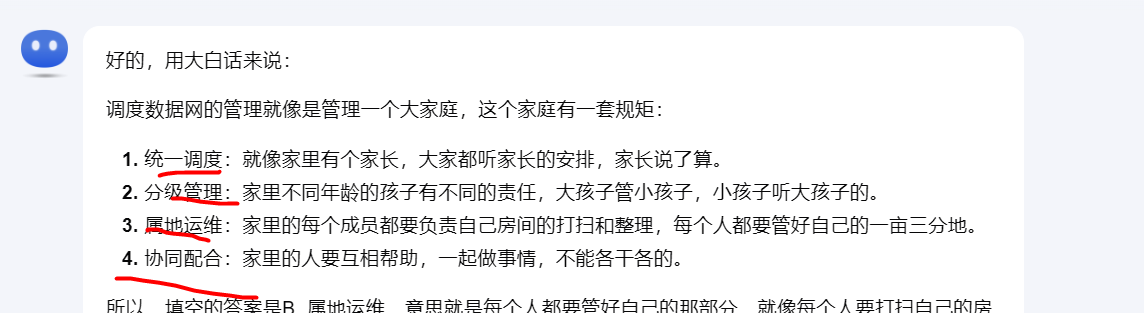 好的，用大白话来说：
调度数据网的管理就像是管理一个大家庭，这个家庭有一套规矩：
1. 统一调度：就像家里有个家长，大家都听家长的安排，家长说了算。
2. 分级管理：家里不同年龄的孩子有不同的责任，大孩子管小孩子，小孩子听大孩子的。
3. 属地运维：家里的每个成员都要负责自己房间的打扫和整理，每个人都要管好自己的一亩三分地。
4. 协同配合：家里的人要互相帮助，一起做事情，不能各干各的。
所以，填空的答案是B. 属地运维，意思就是每个人都要管好自己的那部分，就像每个人要打扫自己的房